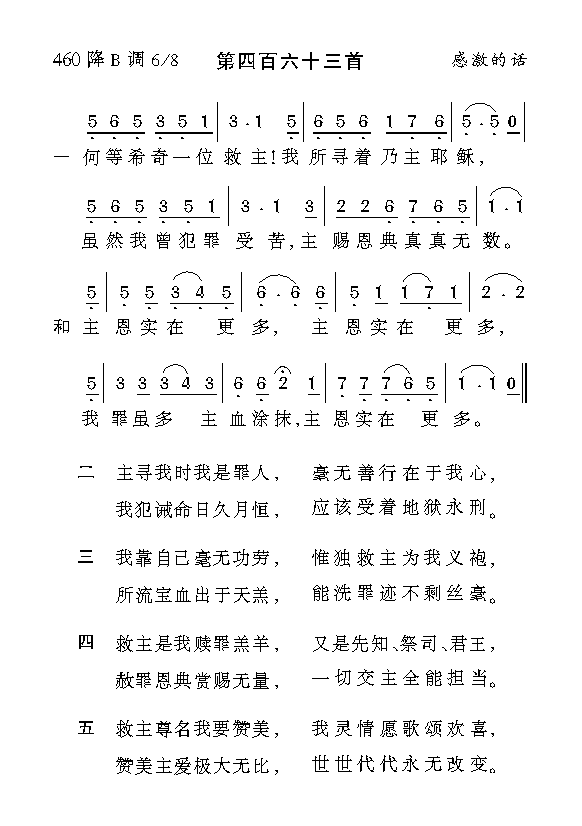 460 降B调6/8 第四百六十三首 感激的话
5 6 5 3 5 1 | 3 · 1 5 | 6 5 6 1 7 6 | 5 · 5 0 |
一 何等希奇一位救主!我所寻着乃主耶稣,
5 6 5 3 5 1 | 3 · 1 3 | 2 2 6 7 6 5 | 1 · 1
虽然我曾犯罪受苦,主赐恩典真真无数。
5 | 5 5 3 4 5 | 6 · 6 6 | 5 1 1 7 1 | 2 · 2
和主恩实在更多, 主恩实在更多,
5 | 3 3 3 4 3 | 6 6 2 1 | 7 7 7 6 5 | 1 · 1 0 ‖
我罪虽多主血涂抹,主恩实在更多。
二 主寻我时我是罪人, 毫无善行在于我心,
我犯诫命日久月恒, 应该受着地狱永刑。
三 我靠自己毫无功劳, 惟独救主为我义袍,
所流宝血出于天羔, 能洗罪迹不剩丝毫。
四 救主是我赎罪羔羊, 又是先知、祭司、君王,
赦罪恩典赏赐无量, 一切交主全能担当。
五 救主尊名我要赞美, 我灵情愿歌颂欢喜,
赞美主爱极大无比, 世世代代永无改变。